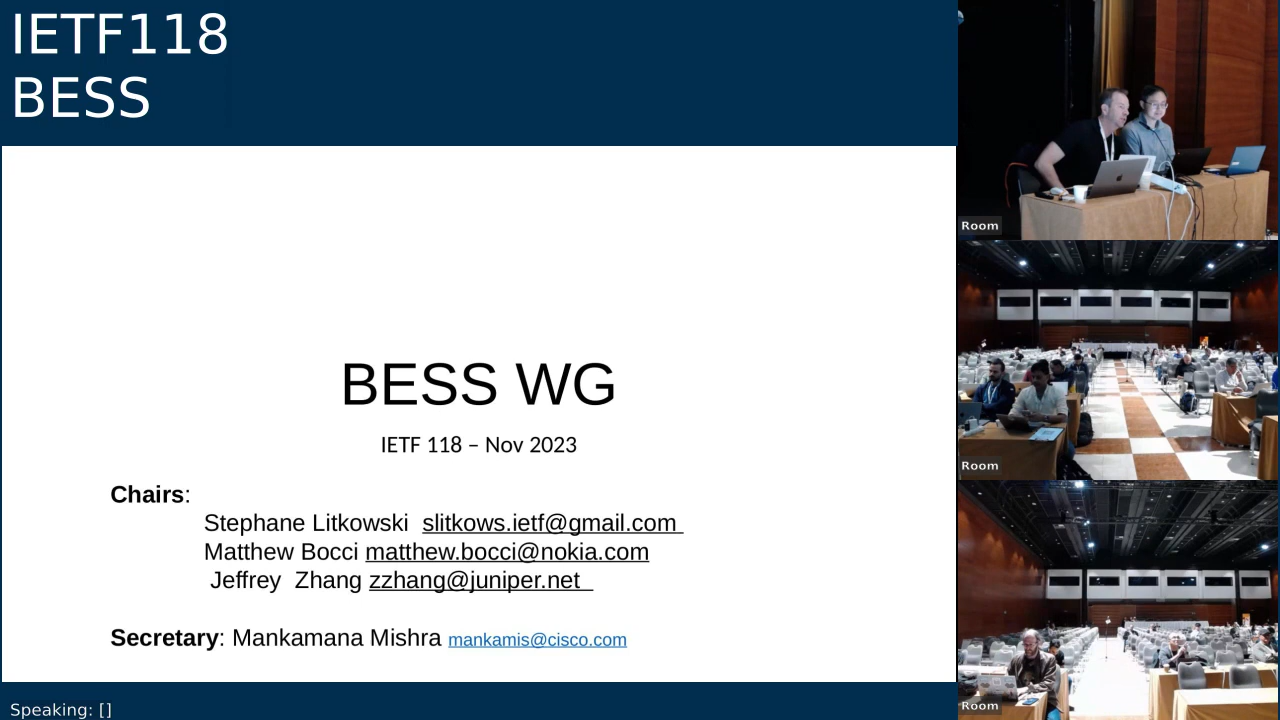 IETF118
BESS
BESS WG
IETF 118 – Nov 2023
Chairs:
Stephane Litkowski slitkows.ietf@gmail.com
Matthew Bocci matthew.bocci@nokia.com
Jeffrey Zhang zzhang@juniper.net
Secretary: Mankamana Mishra mankamis@cisco.com
Speaking: []
Room
Room
Room